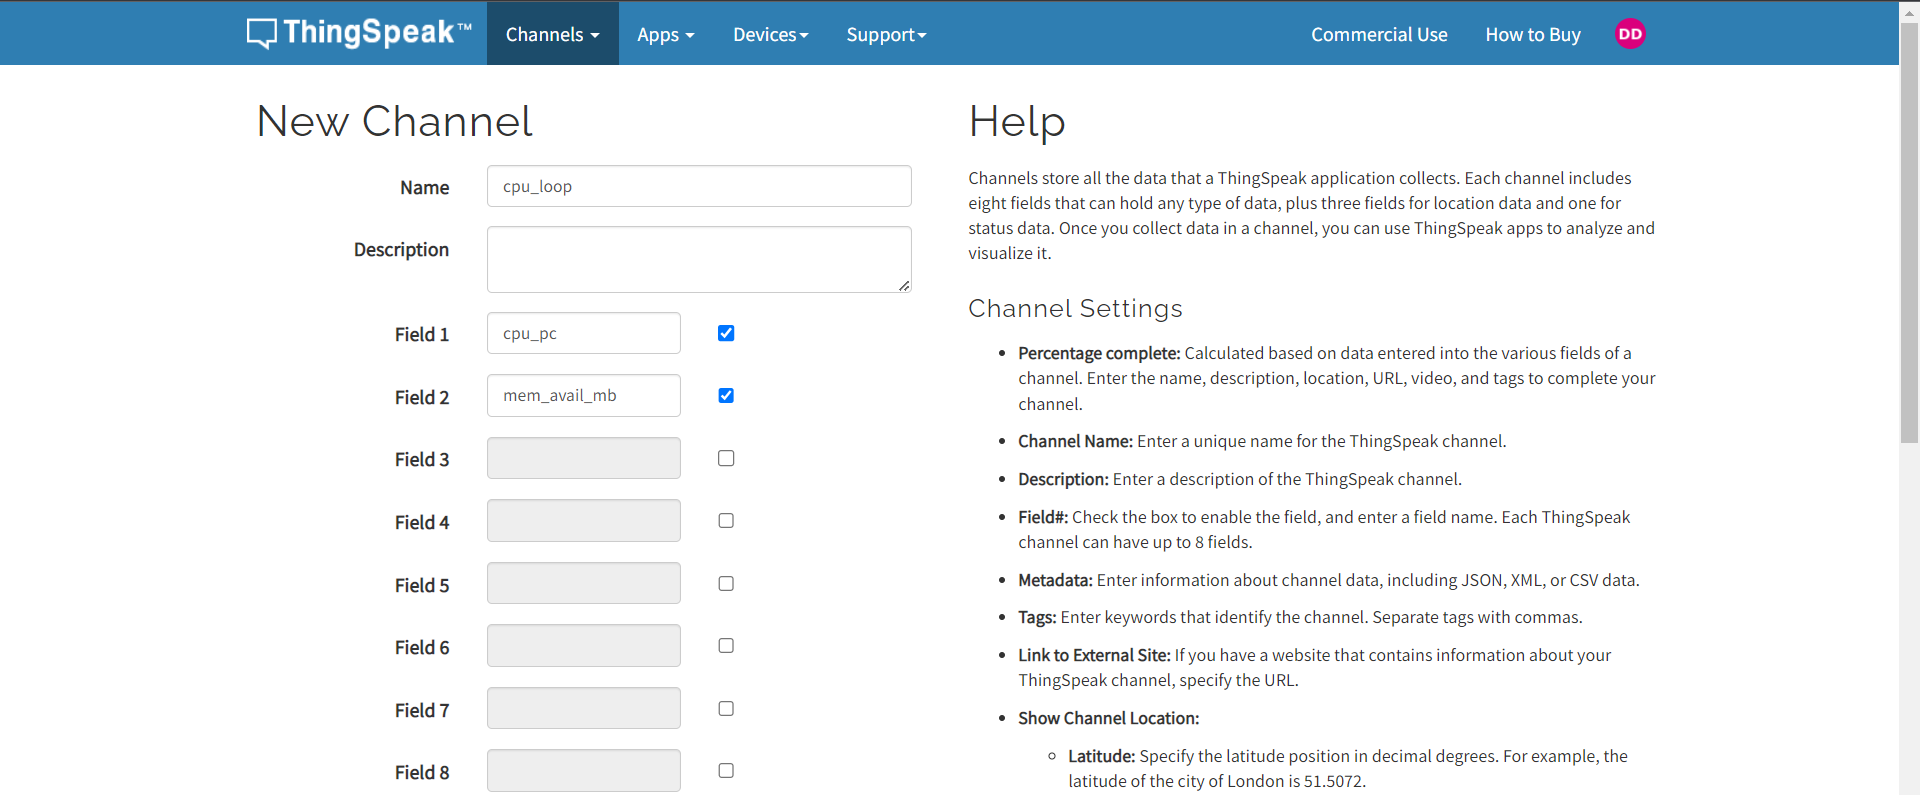 ThingSpeak™ Channels Apps Devices Support Commercial Use How to Buy DD
New Channel
Name cpu_loop
Description
Field 1 cpu_pc
Field 2 mem_avail_mb
Field 3
Field 4
Field 5
Field 6
Field 7
Field 8
Help
Channels store all the data that a ThingSpeak application collects. Each channel includes
eight fields that can hold any type of data, plus three fields for location data and one for
status data. Once you collect data in a channel, you can use ThingSpeak apps to analyze and
visualize it.
Channel Settings
• Percentage complete: Calculated based on data entered into the various fields of a
channel. Enter the name, description, location, URL, video, and tags to complete your
channel.
• Channel Name: Enter a unique name for the ThingSpeak channel.
• Description: Enter a description of the ThingSpeak channel.
• Field#: Check the box to enable the field, and enter a field name. Each ThingSpeak
channel can have up to 8 fields.
• Metadata: Enter information about channel data, including JSON, XML, or CSV data.
• Tags: Enter keywords that identify the channel. Separate tags with commas.
• Link to External Site: If you have a website that contains information about your
ThingSpeak channel, specify the URL.
• Show Channel Location:
◦ Latitude: Specify the latitude position in decimal degrees. For example, the
latitude of the city of London is 51.5072.